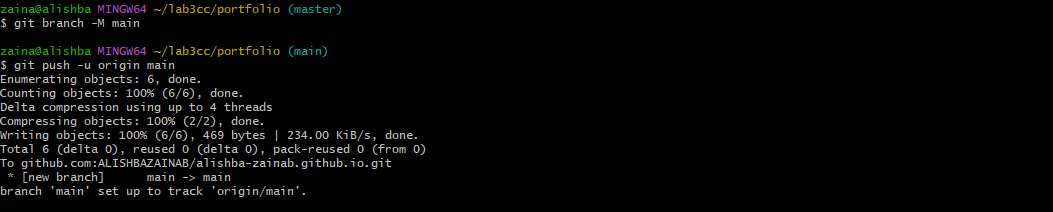 zaina@alishba MINGW64 ~/lab3cc/portfolio (master)
$ git branch -M main
zaina@alishba MINGW64 ~/lab3cc/portfolio (main)
$ git push -u origin main
Enumerating objects: 6, done.
Counting objects: 100% (6/6), done.
Delta compression using up to 4 threads
Compressing objects: 100% (2/2), done.
Writing objects: 100% (6/6), 469 bytes | 234.00 KiB/s, done.
Total 6 (delta 0), reused 0 (delta 0), pack-reused 0 (from 0)
To github.com:ALISHBAZAINAB/alishba-zainab.github.io.git
 * [new branch]      main -> main
branch 'main' set up to track 'origin/main'.